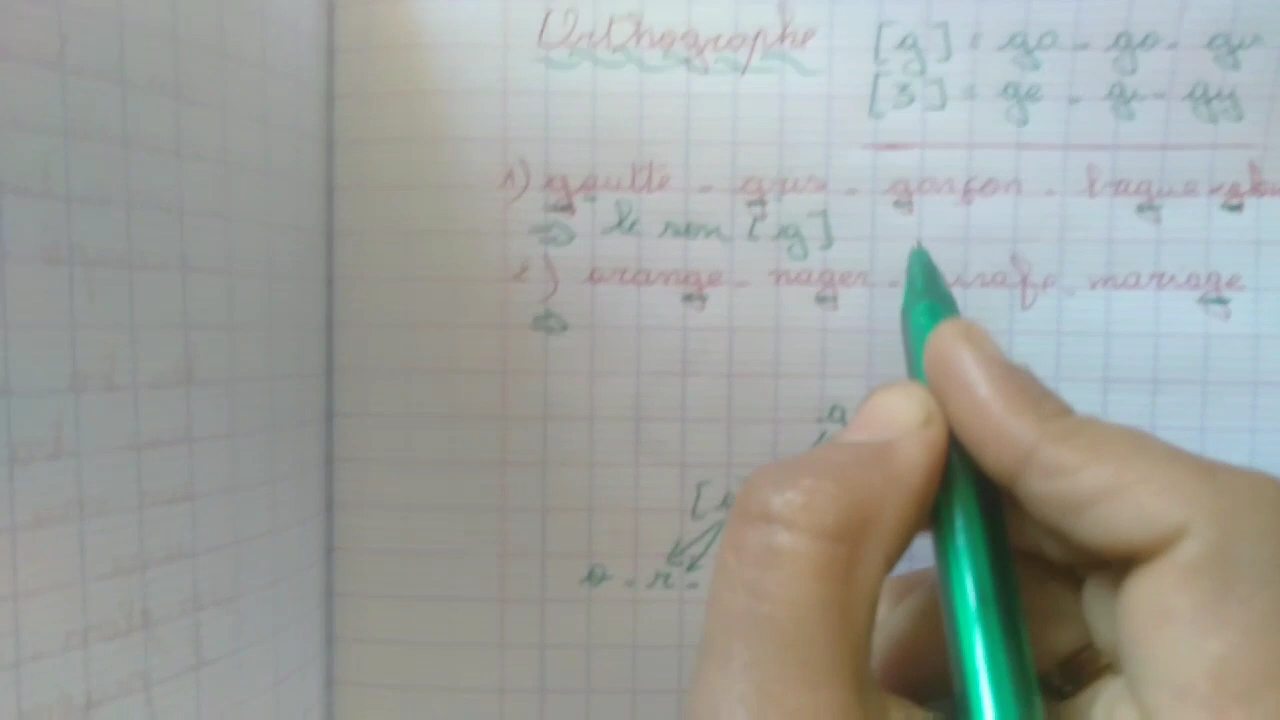 Orthographe
[g] = ga - go - gu
[ʒ] = ge - gi - gy
1) goutte - gris - garçon - bague -
⇒ le son [g]
2) orange - nager - girafe - mariage
⇒